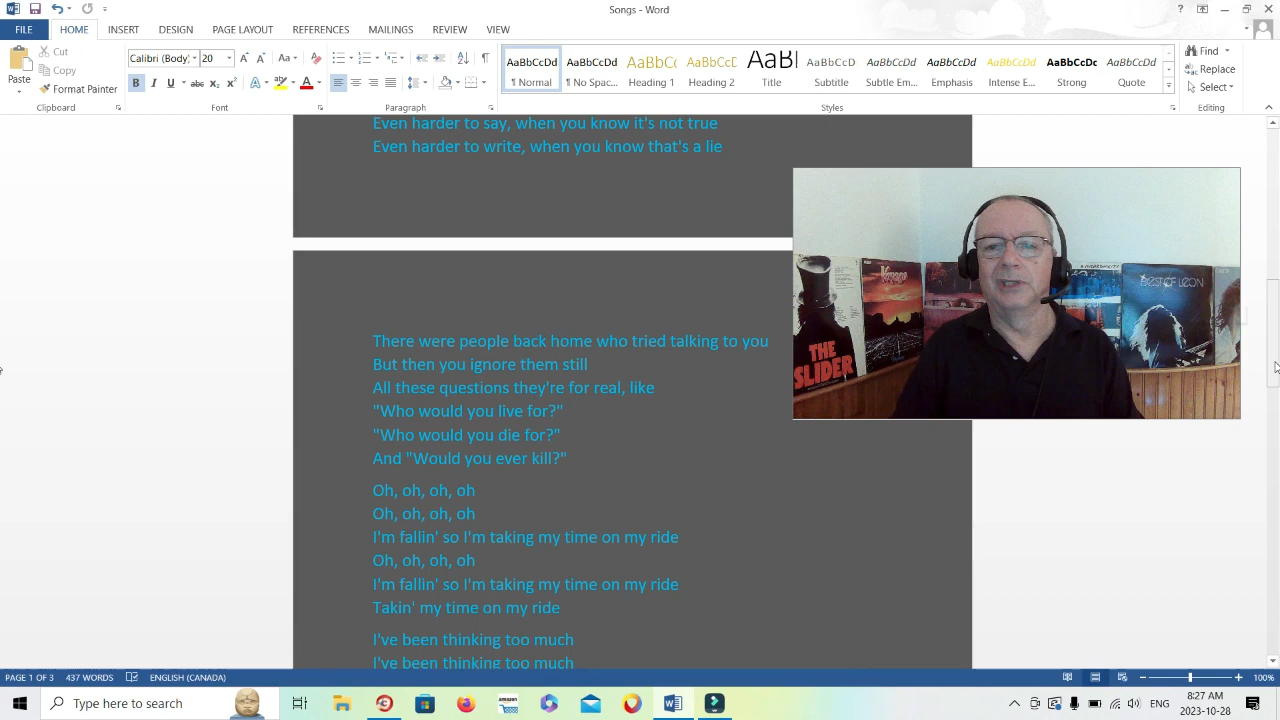 Songs - Word
FILE HOME INSERT DESIGN PAGE LAYOUT REFERENCES MAILINGS REVIEW VIEW
Paste
Cut
Copy
Format Painter
Clipboard
Calibri (Body) 20
Font
Paragraph
AaBbCcDd AaBbCcDd AaBbCc AaBbCcD AaBl AaBbCcD AaBbCcDd AaBbCcDd AaBbCcDd AaBbCcDc AaBbCcDd
¶ Normal ¶ No Spac... Heading 1 Heading 2 Title Subtitle Subtle Em... Emphasis Intense E... Strong Quote
Styles
Find
Replace
Select
Editing
Even harder to say, when you know it's not true
Even harder to write, when you know that's a lie
There were people back home who tried talking to you
But then you ignore them still
All these questions they're for real, like
"Who would you live for?"
"Who would you die for?"
And "Would you ever kill?"
Oh, oh, oh, oh
Oh, oh, oh, oh
I'm fallin' so I'm taking my time on my ride
Oh, oh, oh, oh
I'm fallin' so I'm taking my time on my ride
Takin' my time on my ride
I've been thinking too much
I've been thinking too much
THE
SLIDER
Voyager
BEST OF LEON
PAGE 1 OF 3 437 WORDS ENGLISH (CANADA)
100%
Type here to search
amazon
ENG
8:27 AM
2023-10-28